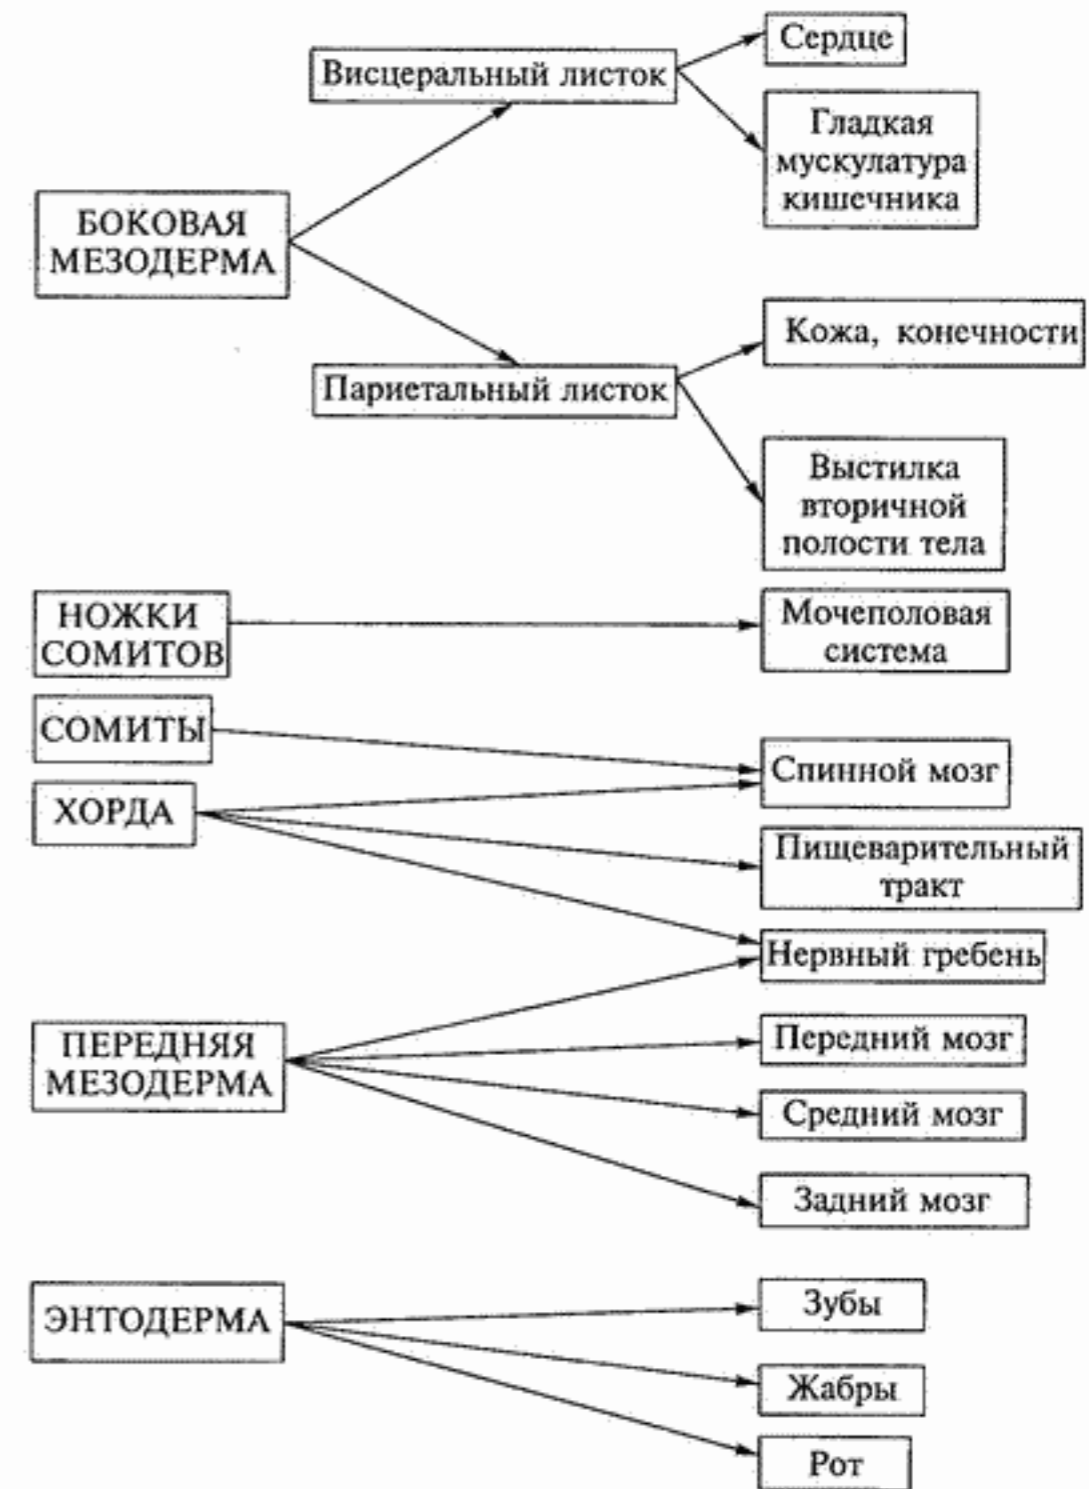 Сердце
Висцеральный листок
Гладкая
мускулатура
кишечника
БОКОВАЯ
МЕЗОДЕРМА
Кожа, конечности
Париетальный листок
Выстилка
вторичной
полости тела
НОЖКИ
СОМИТОВ
Мочеполовая
система
СОМИТЫ
Спинной мозг
ХОРДА
Пищеварительный
тракт
Нервный гребень
ПЕРЕДНЯЯ
МЕЗОДЕРМА
Передний мозг
Средний мозг
Задний мозг
ЭНТОДЕРМА
Зубы
Жабры
Рот